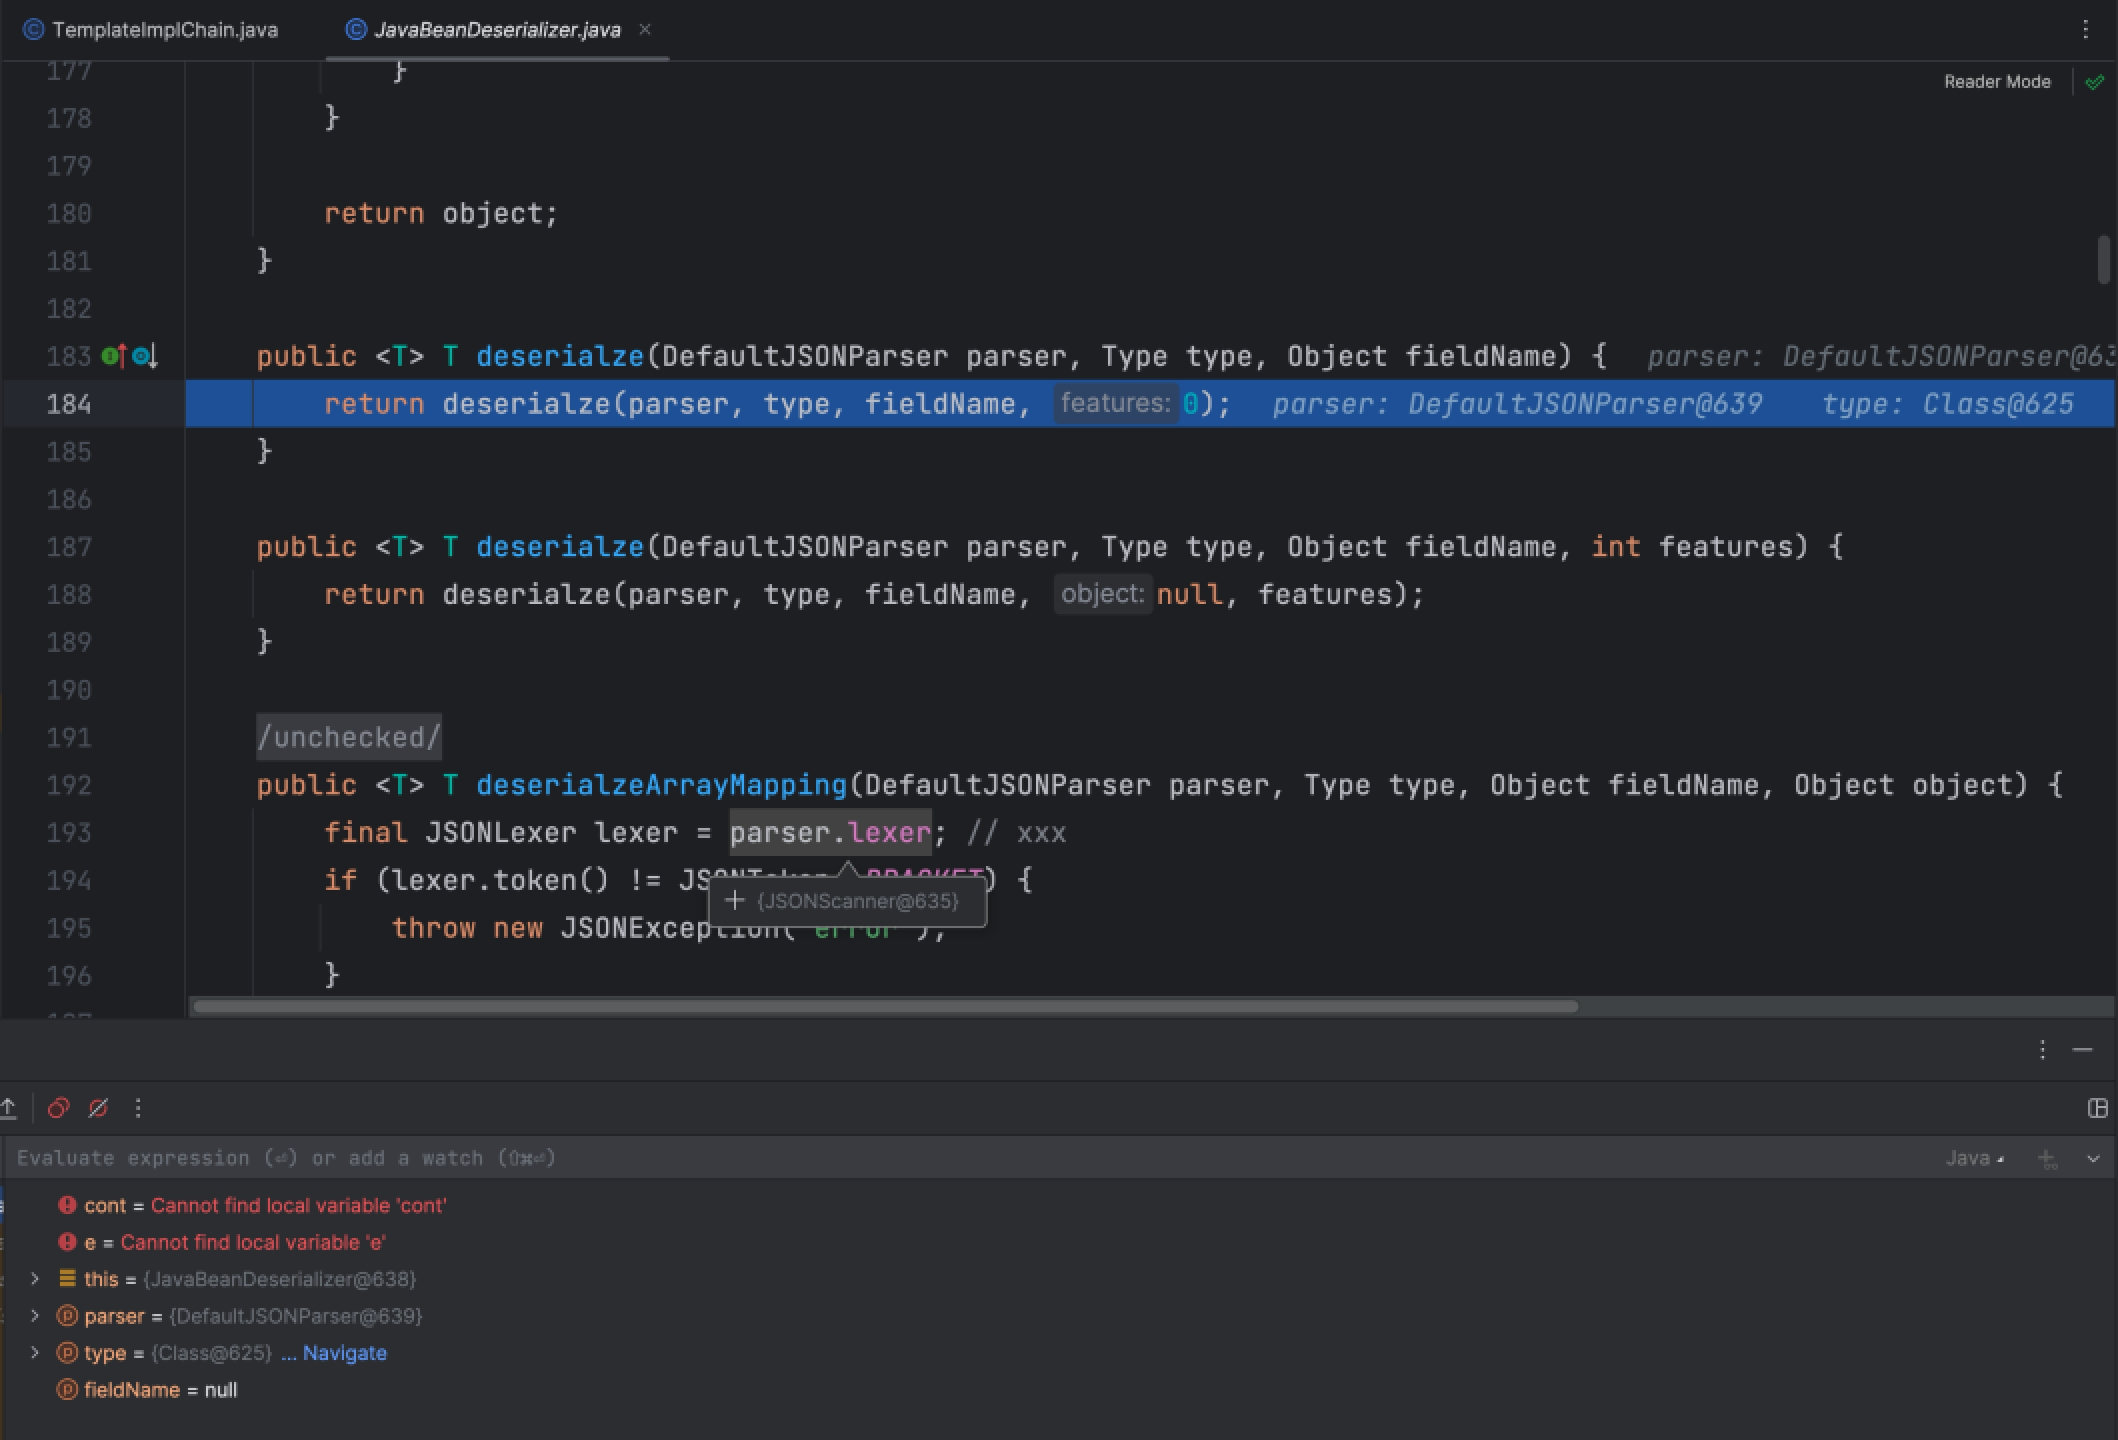 TemplateImplChain.java
JavaBeanDeserializer.java
Reader Mode
177 }
178 }
179
180 return object;
181 }
182
183 public <T> T deserialze(DefaultJSONParser parser, Type type, Object fieldName) { parser: DefaultJSONParser@63
184 return deserialze(parser, type, fieldName, features: 0); parser: DefaultJSONParser@639 type: Class@625
185 }
186
187 public <T> T deserialze(DefaultJSONParser parser, Type type, Object fieldName, int features) {
188 return deserialze(parser, type, fieldName, object: null, features);
189 }
190
191 /unchecked/
192 public <T> T deserialzeArrayMapping(DefaultJSONParser parser, Type type, Object fieldName, Object object) {
193 final JSONLexer lexer = parser.lexer; // xxx
194 if (lexer.token() != ) {
{JSONScanner@635}
195 throw new JSONException("error");
196 }
Evaluate expression (⏎) or add a watch (⇧⌘⏎)
Java
cont = Cannot find local variable 'cont'
e = Cannot find local variable 'e'
this = {JavaBeanDeserializer@638}
parser = {DefaultJSONParser@639}
type = {Class@625} ... Navigate
fieldName = null